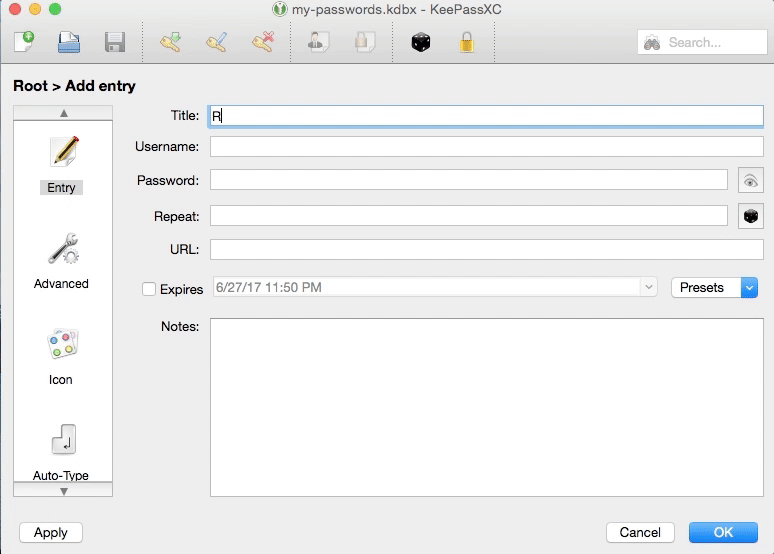 my-passwords.kdbx - KeePassXC
Search...
Root > Add entry
Title: R
Username:
Entry
Password:
Repeat:
URL:
Advanced
Expires 6/27/17 11:50 PM Presets
Notes:
Icon
Auto-Type
Apply Cancel OK